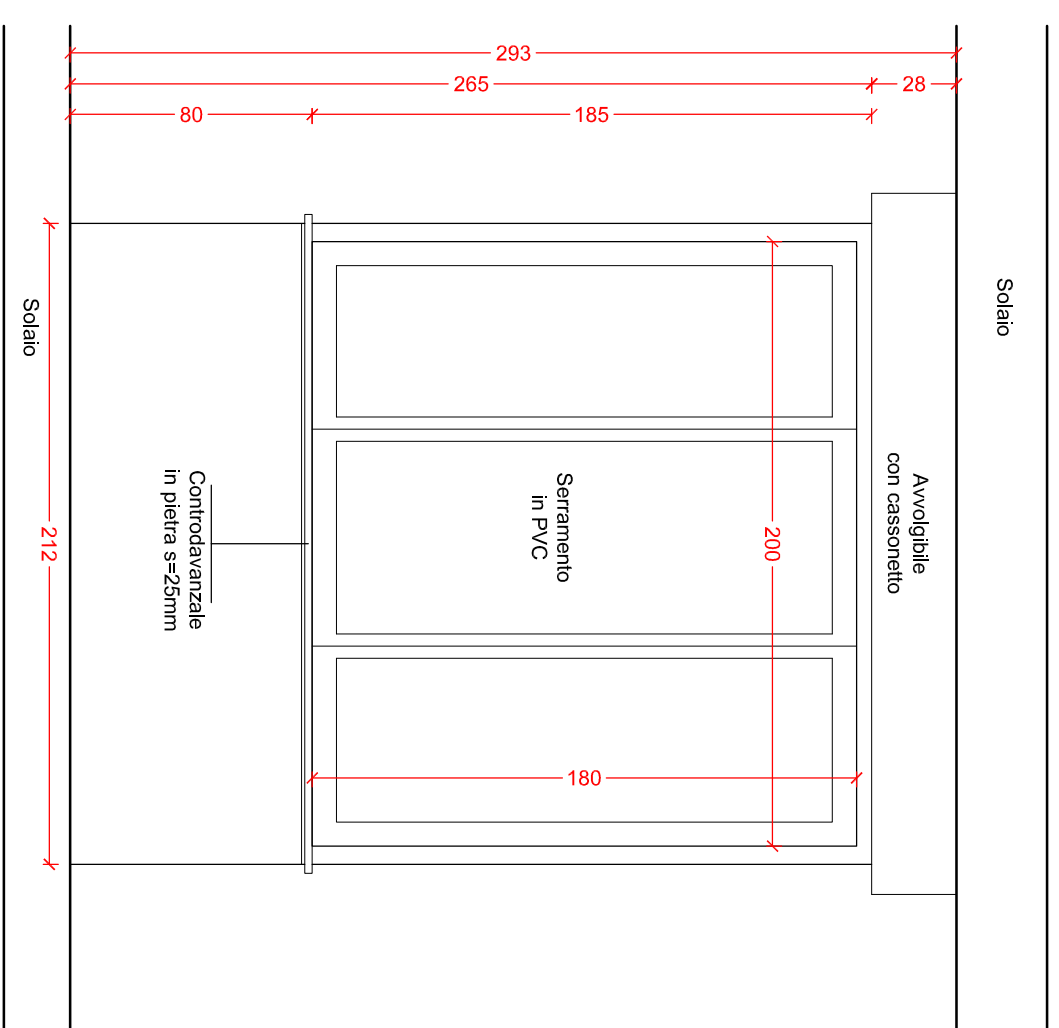 293
265
28
80
185
Solaio
Avvolgibile
con cassonetto
200
Serramento
in PVC
180
Controdavanzale
in pietra s=25mm
212
Solaio